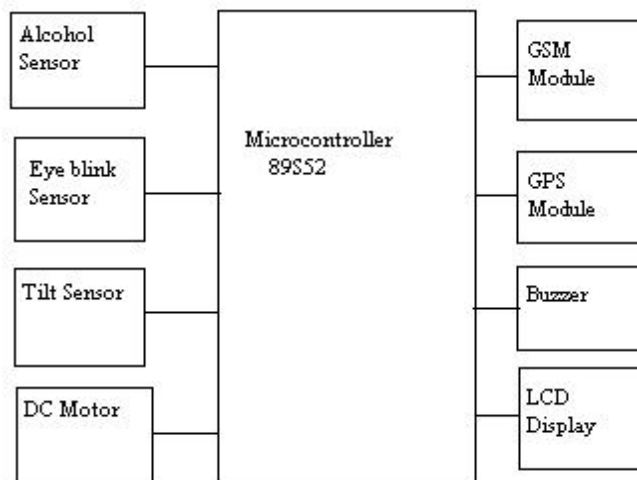 Alcohol
Sensor
Eye blink
Sensor
Tilt Sensor
DC Motor
Microcontroller
89S52
GSM
Module
GPS
Module
Buzzer
LCD
Display